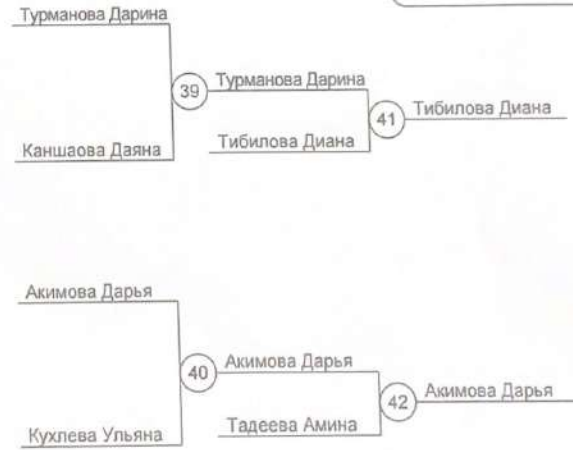 Турманова Дарина
39
Турманова Дарина
41
Тибилова Диана
Каншаова Даяна
Тибилова Диана
Акимова Дарья
40
Акимова Дарья
42
Акимова Дарья
Кухлева Ульяна
Тадеева Амина